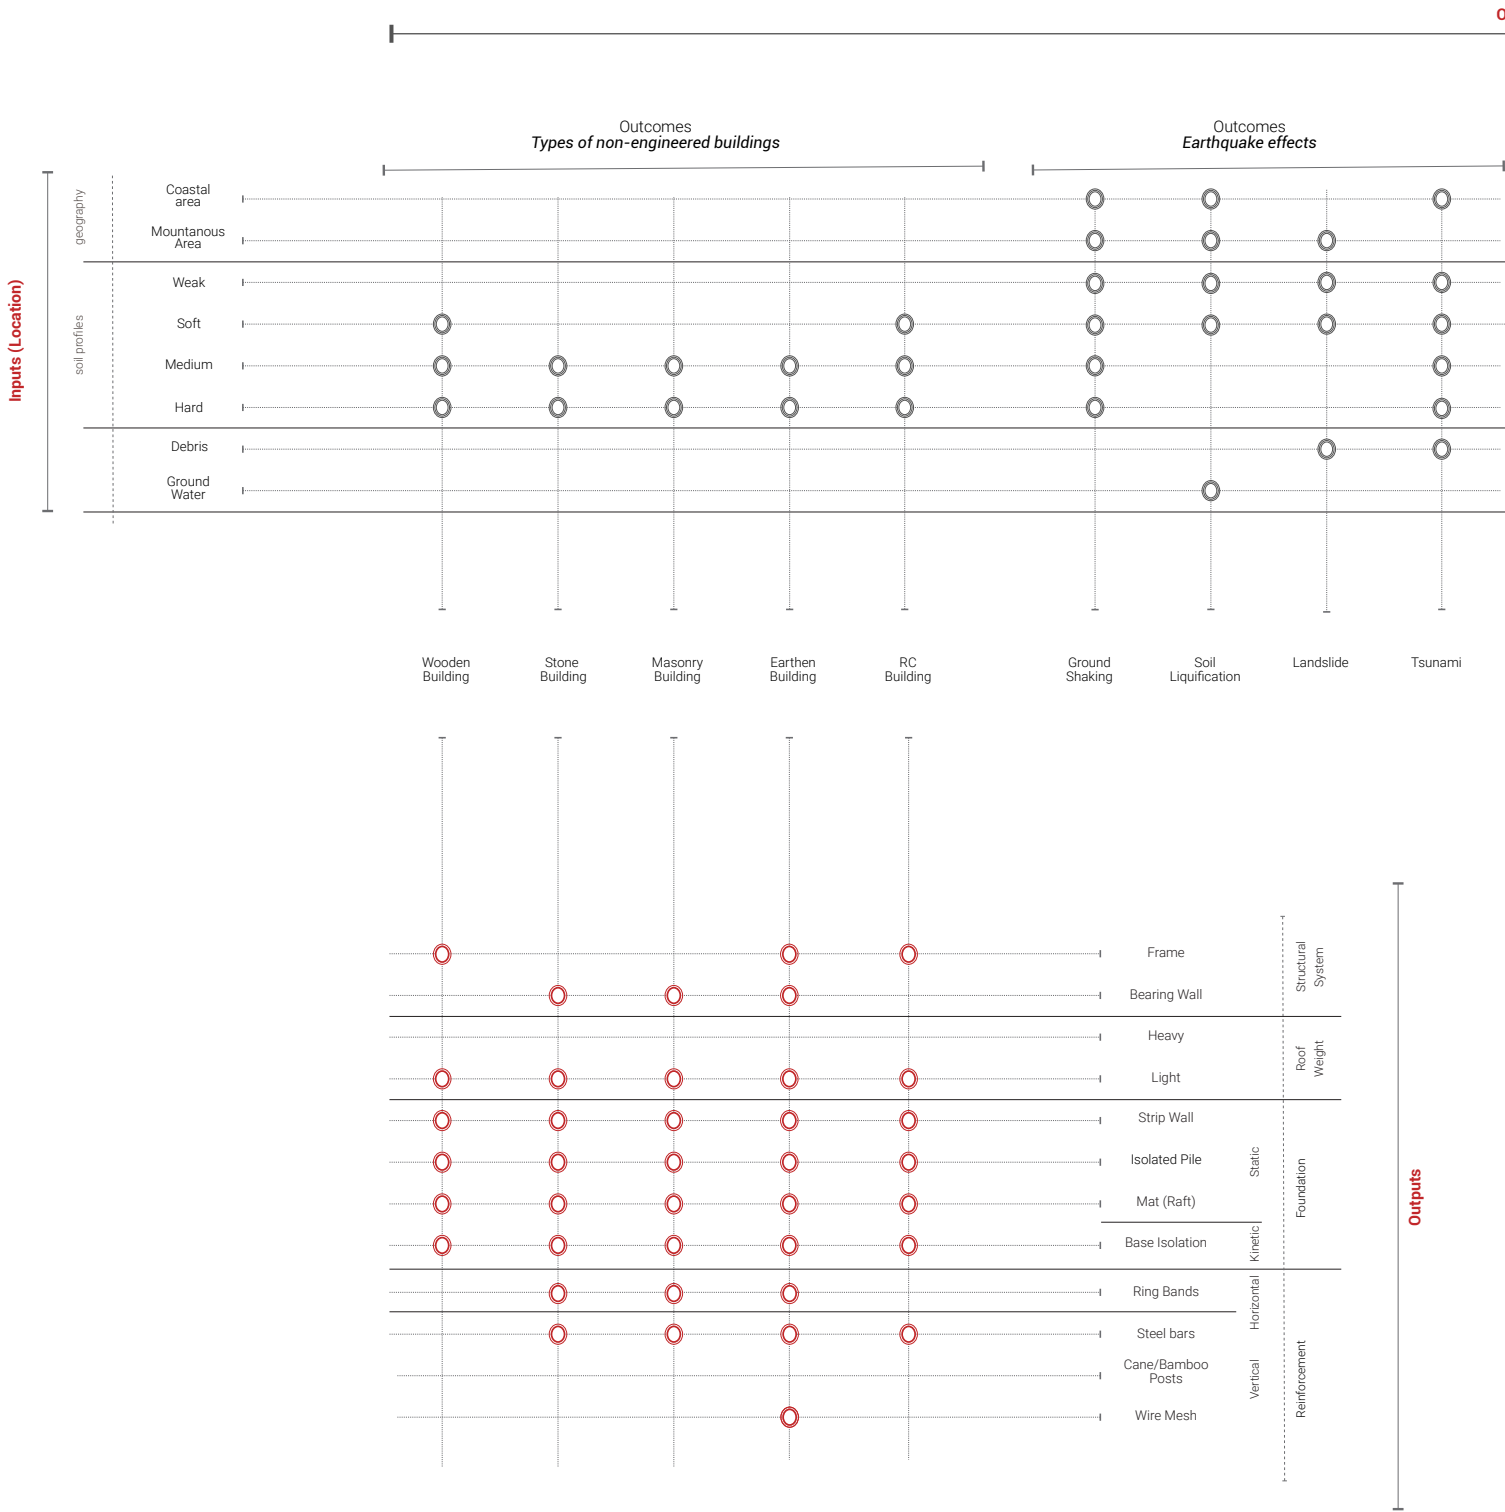 O
Outcomes
Types of non-engineered buildings
Outcomes
Earthquake effects
Inputs (Location)
geography
Coastal
area
Mountanous
Area
soil profiles
Weak
Soft
Medium
Hard
Debris
Ground
Water
Wooden
Building
Stone
Building
Masonry
Building
Earthen
Building
RC
Building
Ground
Shaking
Soil
Liquification
Landslide
Tsunami
Frame
Bearing Wall
Structural
System
Heavy
Light
Roof
Weight
Strip Wall
Isolated Pile
Mat (Raft)
Static
Base Isolation
Kinetic
Foundation
Ring Bands
Horizontal
Steel bars
Cane/Bamboo
Posts
Wire Mesh
Vertical
Reinforcement
Outputs